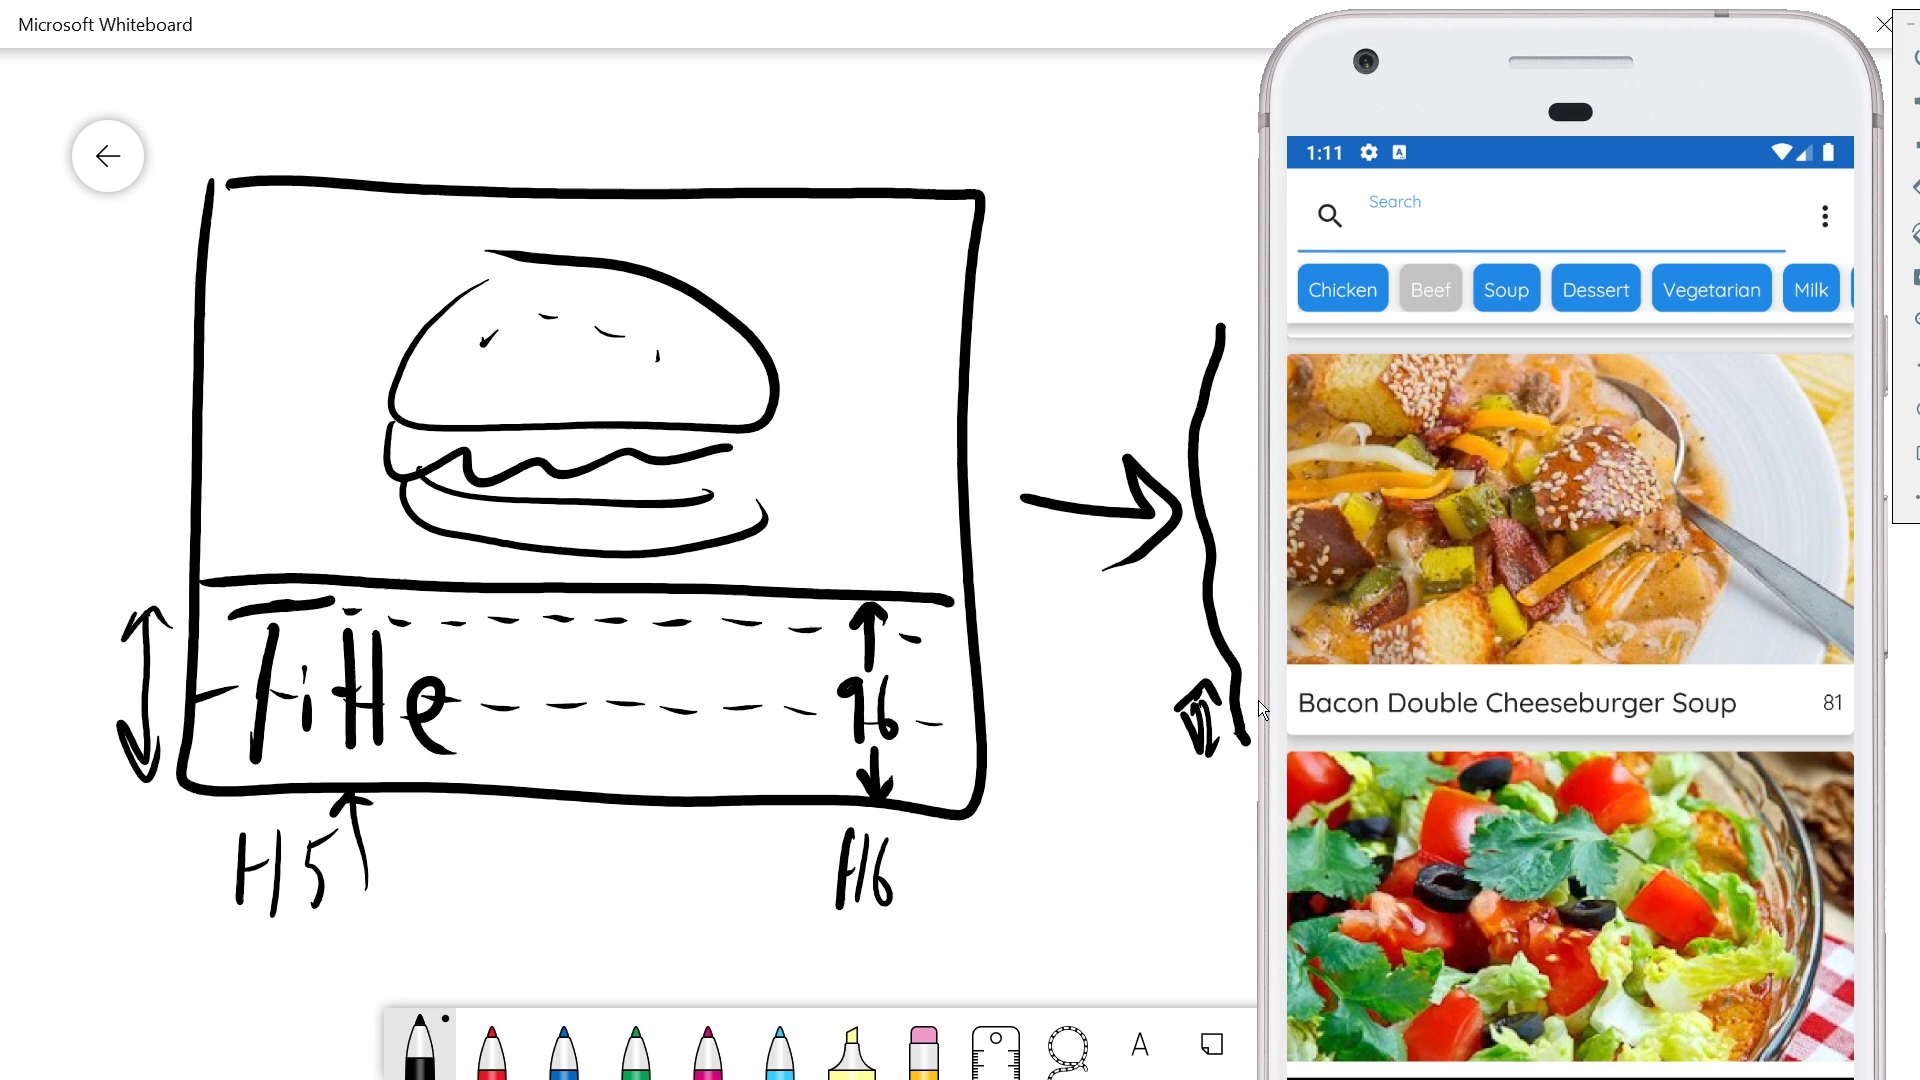 Microsoft Whiteboard
Title
96
H5
H6
1:11
Search
Chicken
Beef
Soup
Dessert
Vegetarian
Milk
Bacon Double Cheeseburger Soup
81
A